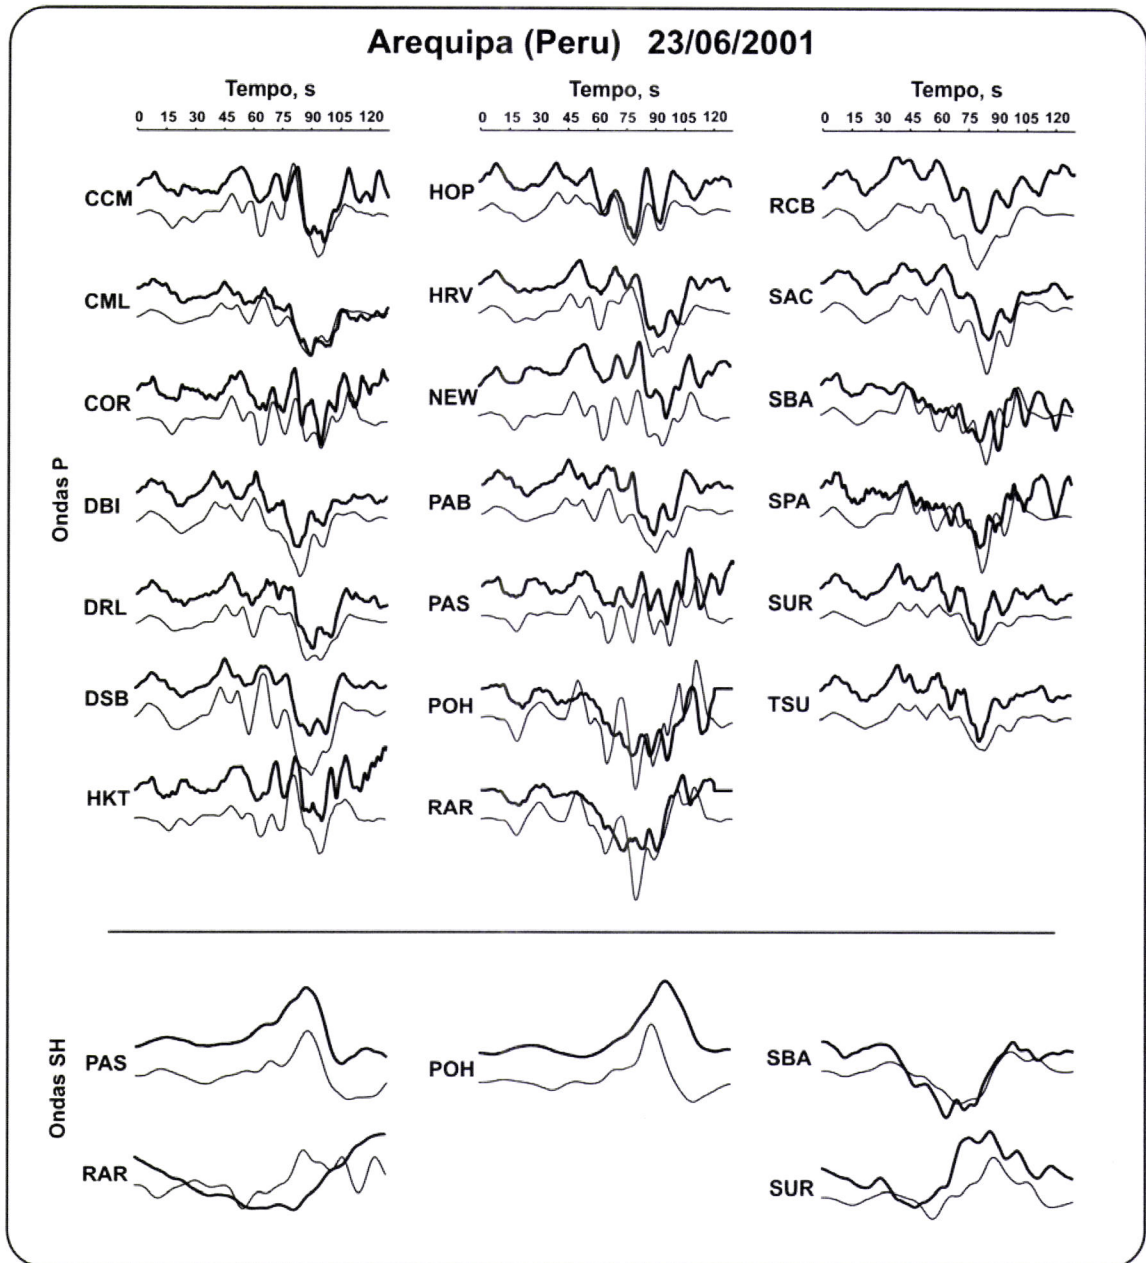 Arequipa (Peru) 23/06/2001
Tempo, s
0 15 30 45 60 75 90 105 120
Tempo, s
0 15 30 45 60 75 90 105 120
Tempo, s
0 15 30 45 60 75 90 105 120
Ondas P
CCM
CML
COR
DBI
DRL
DSB
HKT
HOP
HRV
NEW
PAB
PAS
POH
RAR
RCB
SAC
SBA
SPA
SUR
TSU
Ondas SH
PAS
RAR
POH
SBA
SUR